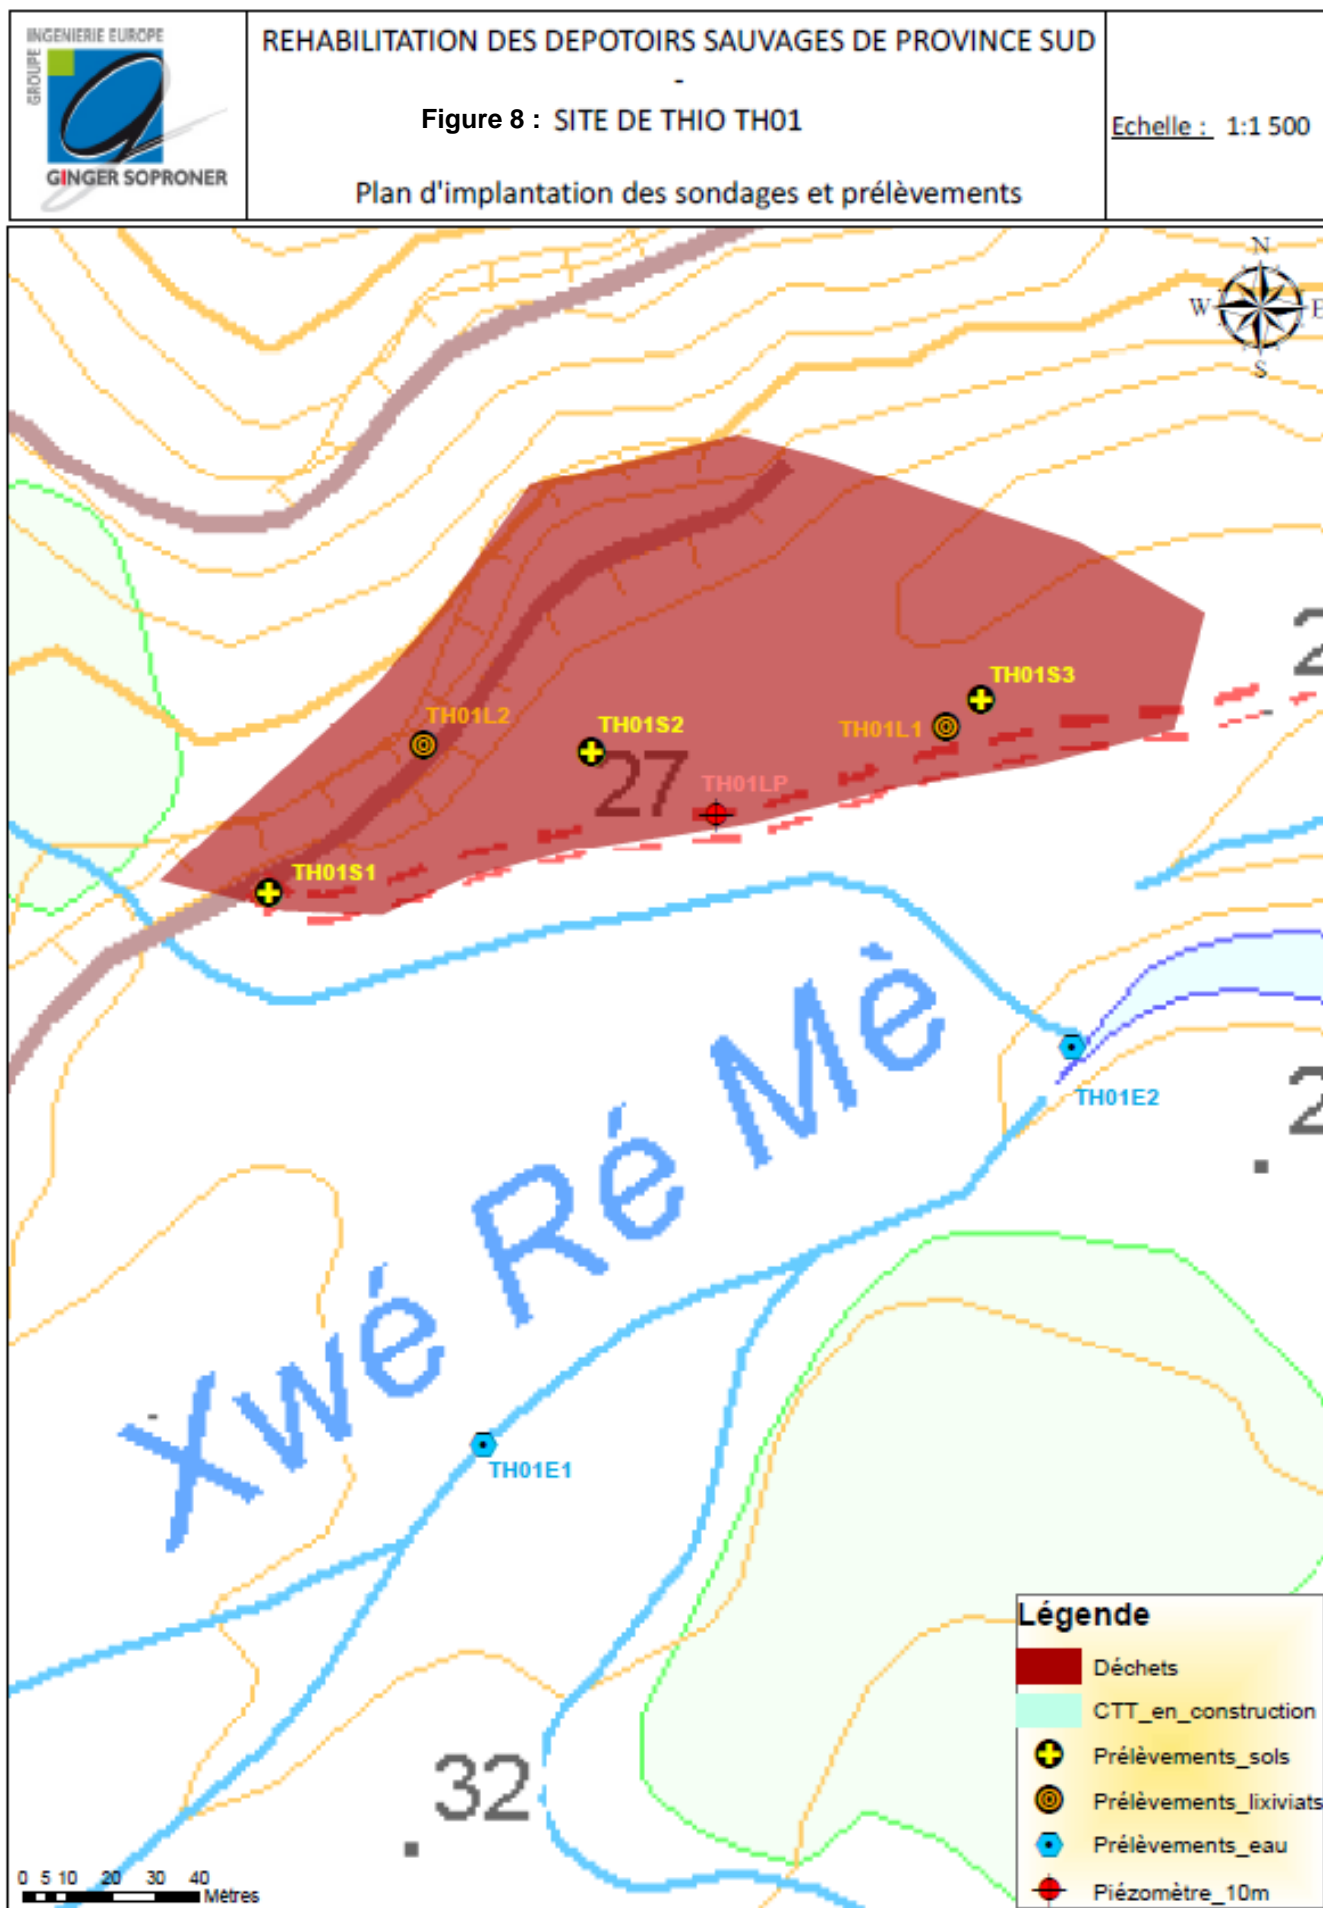 GROUPE
INGENIERIE EUROPE
GINGER SOPRONER
REHABILITATION DES DEPOTOIRS SAUVAGES DE PROVINCE SUD
-
Figure 8 : SITE DE THIO TH01
Plan d'implantation des sondages et prélèvements
Echelle : 1:1 500
N
W E
S
2
TH01S3
TH01L2
TH01S2
TH01L1
27
TH01LP
TH01S1
Xwé Ré Mè
TH01E2
2
TH01E1
32
Légende
Déchets
CTT_en_construction
Prélèvements_sols
Prélèvements_lixiviats
Prélèvements_eau
Piézomètre_10m
0 5 10 20 30 40
Mètres